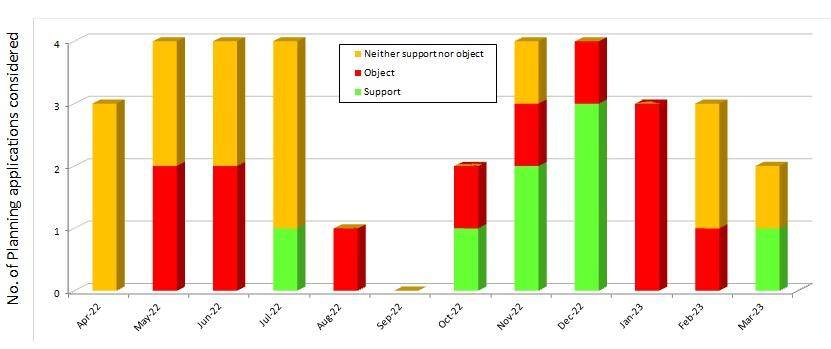 No. of Planning applications considered
4
3
2
1
0
Neither support nor object
Object
Support
Apr-22
May-22
Jun-22
Jul-22
Aug-22
Sep-22
Oct-22
Nov-22
Dec-22
Jan-23
Feb-23
Mar-23